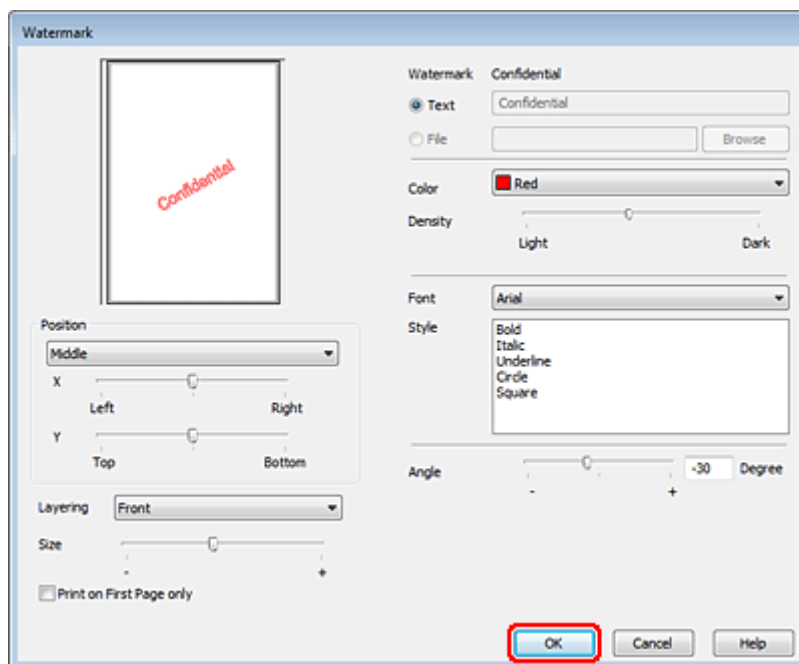 Watermark
Confidential
Watermark Confidential
Text Confidential
File Browse
Color Red
Density
Light Dark
Font Arial
Style Bold
Italic
Underline
Circle
Square
Angle -30 Degree
- +
Position
Middle
X
Left Right
Y
Top Bottom
Layering Front
Size
- +
Print on First Page only
OK Cancel Help